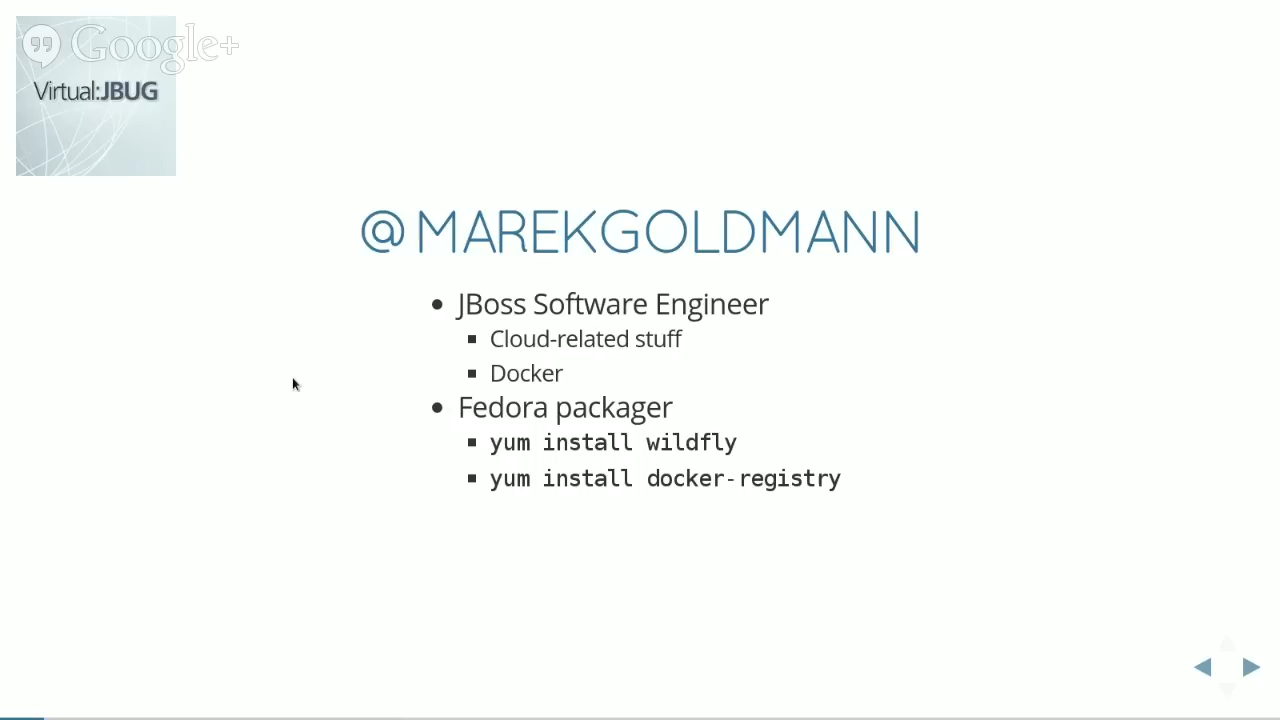 Google+
Virtual:JBUG
@MAREKGOLDMANN
JBoss Software Engineer
Cloud-related stuff
Docker
Fedora packager
yum install wildfly
yum install docker-registry